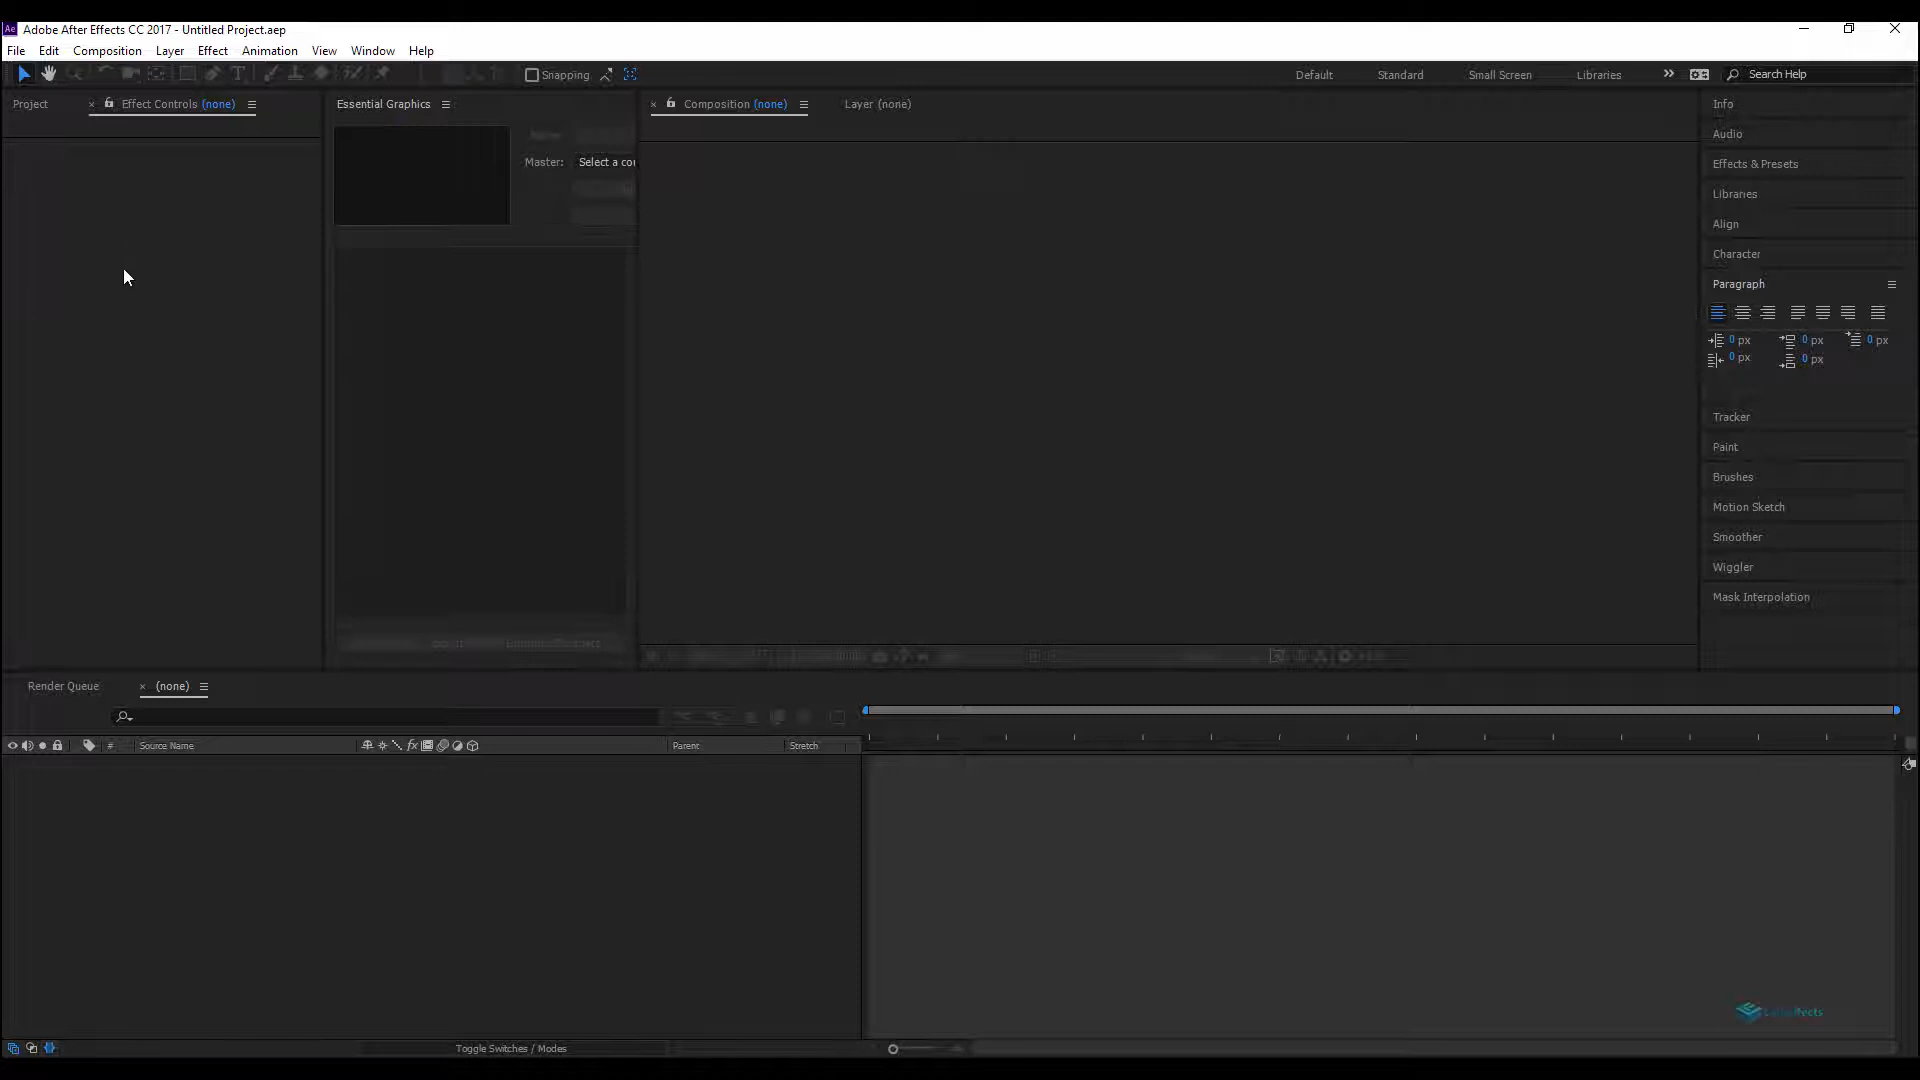 Adobe After Effects CC 2017 - Untitled Project.aep
File Edit Composition Layer Effect Animation View Window Help
Snapping
Default Standard Small Screen Libraries Search Help
Project Effect Controls (none) Essential Graphics Composition (none) Layer (none) Info
Audio
Master: Select a co
Effects & Presets
Libraries
Align
Character
Paragraph
0 px 0 px 0 px
0 px 0 px
Tracker
Paint
Brushes
Motion Sketch
Smoother
Wiggler
Mask Interpolation
Render Queue (none)
# Source Name fx Parent Stretch
Toggle Switches / Modes